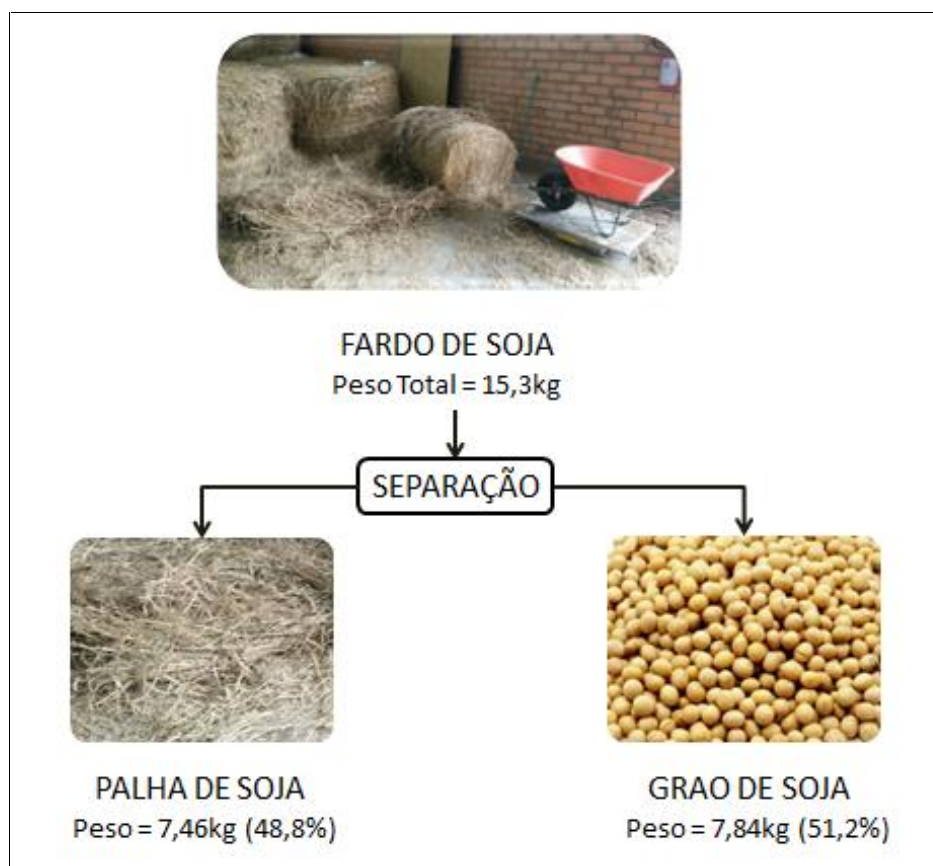 FARDO DE SOJA
Peso Total = 15,3kg
SEPARAÇÃO
PALHA DE SOJA
Peso = 7,46kg (48,8%)
GRAO DE SOJA
Peso = 7,84kg (51,2%)